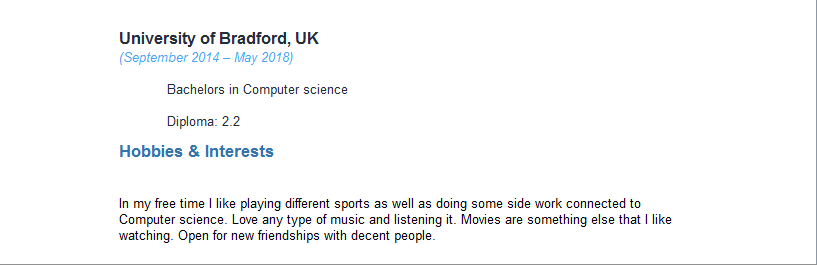 University of Bradford, UK
(September 2014 – May 2018)
Bachelors in Computer science
Diploma: 2.2
Hobbies & Interests
In my free time I like playing different sports as well as doing some side work connected to
Computer science. Love any type of music and listening it. Movies are something else that I like
watching. Open for new friendships with decent people.